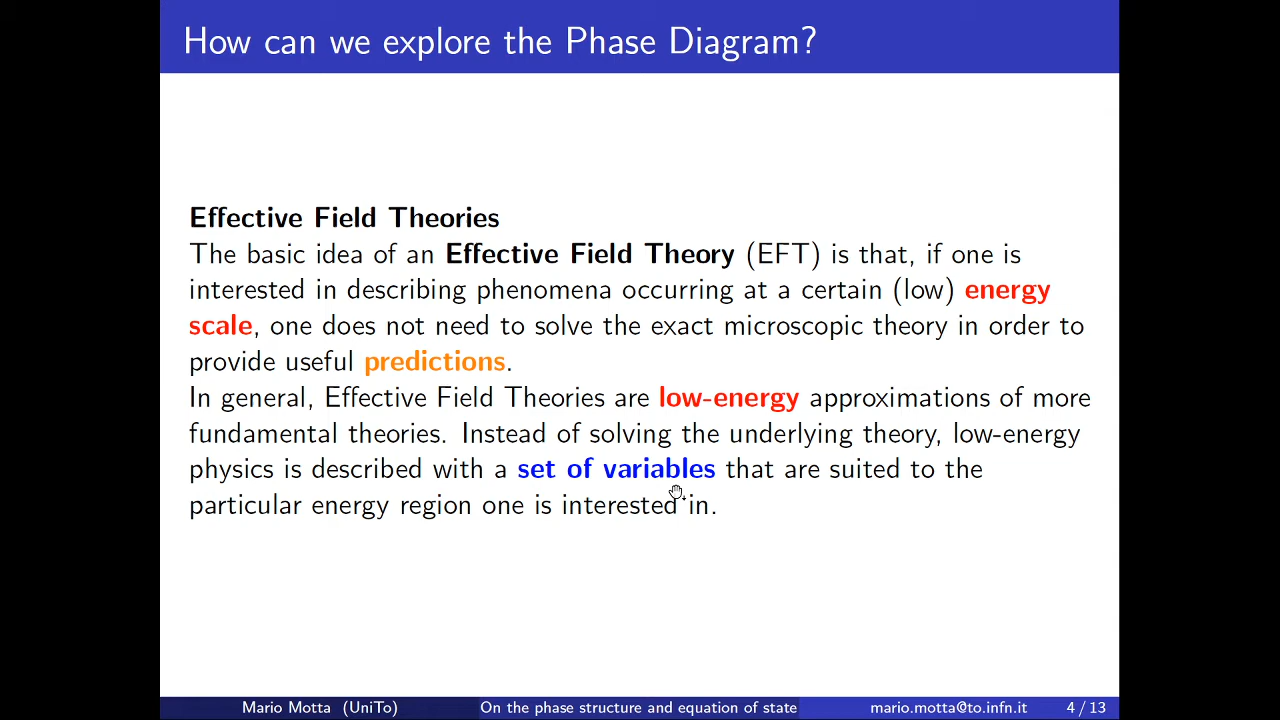 How can we explore the Phase Diagram?
Effective Field Theories
The basic idea of an Effective Field Theory (EFT) is that, if one is
interested in describing phenomena occurring at a certain (low) energy
scale, one does not need to solve the exact microscopic theory in order to
provide useful predictions.
In general, Effective Field Theories are low-energy approximations of more
fundamental theories. Instead of solving the underlying theory, low-energy
physics is described with a set of variables that are suited to the
particular energy region one is interested in.
Mario Motta (UniTo) On the phase structure and equation of state mario.motta@to.infn.it 4 / 13